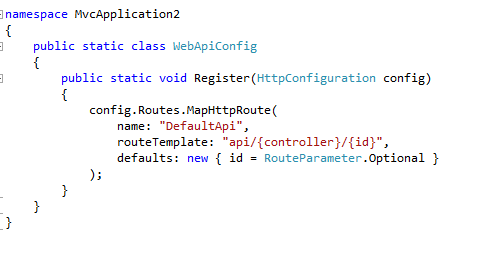 namespace MvcApplication2
{
    public static class WebApiConfig
    {
        public static void Register(HttpConfiguration config)
        {
            config.Routes.MapHttpRoute(
                name: "DefaultApi",
                routeTemplate: "api/{controller}/{id}",
                defaults: new { id = RouteParameter.Optional }
            );
        }
    }
}